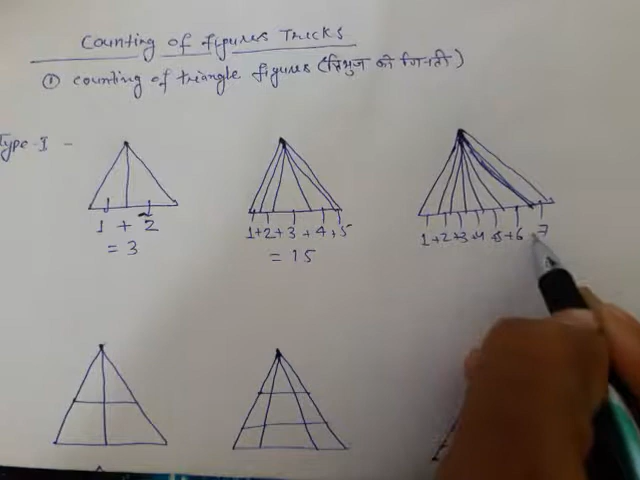 Counting of figures Tricks
① counting of triangle figures (त्रिभुज की गिनती)
Type-I -
1 + 2
= 3
1+2+3+4+5
= 15
1+2+3+4+5+6+7